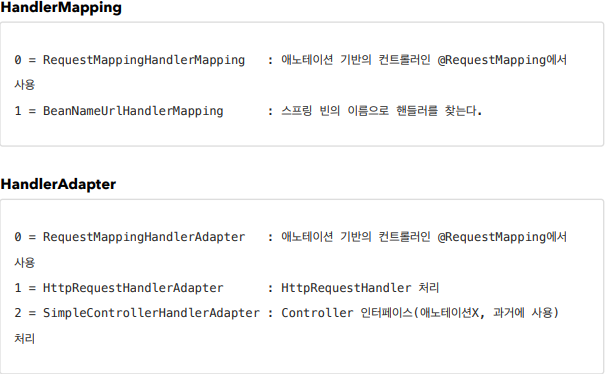 HandlerMapping
0 = RequestMappingHandlerMapping   : 애노테이션 기반의 컨트롤러인 @RequestMapping에서
사용
1 = BeanNameUrlHandlerMapping      : 스프링 빈의 이름으로 핸들러를 찾는다.
HandlerAdapter
0 = RequestMappingHandlerAdapter   : 애노테이션 기반의 컨트롤러인 @RequestMapping에서
사용
1 = HttpRequestHandlerAdapter      : HttpRequestHandler 처리
2 = SimpleControllerHandlerAdapter : Controller 인터페이스(애노테이션X, 과거에 사용)
처리